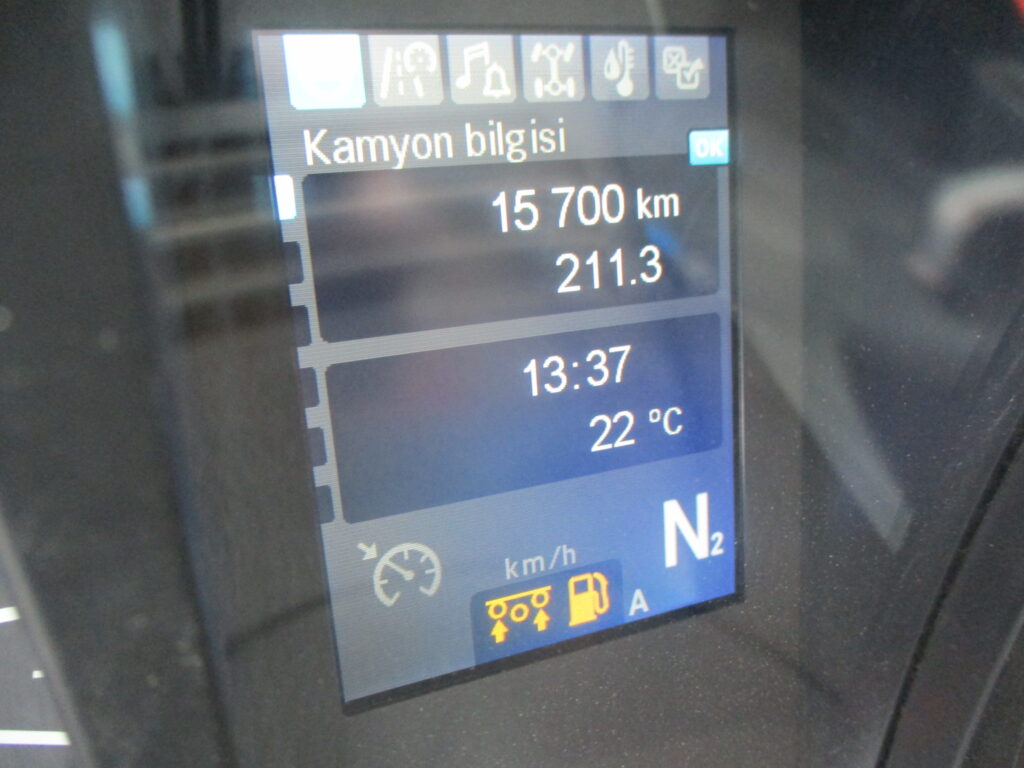 Kamyon bilgisi
OK
15 700 km
211.3
13:37
22 °C
N2
km/h
A